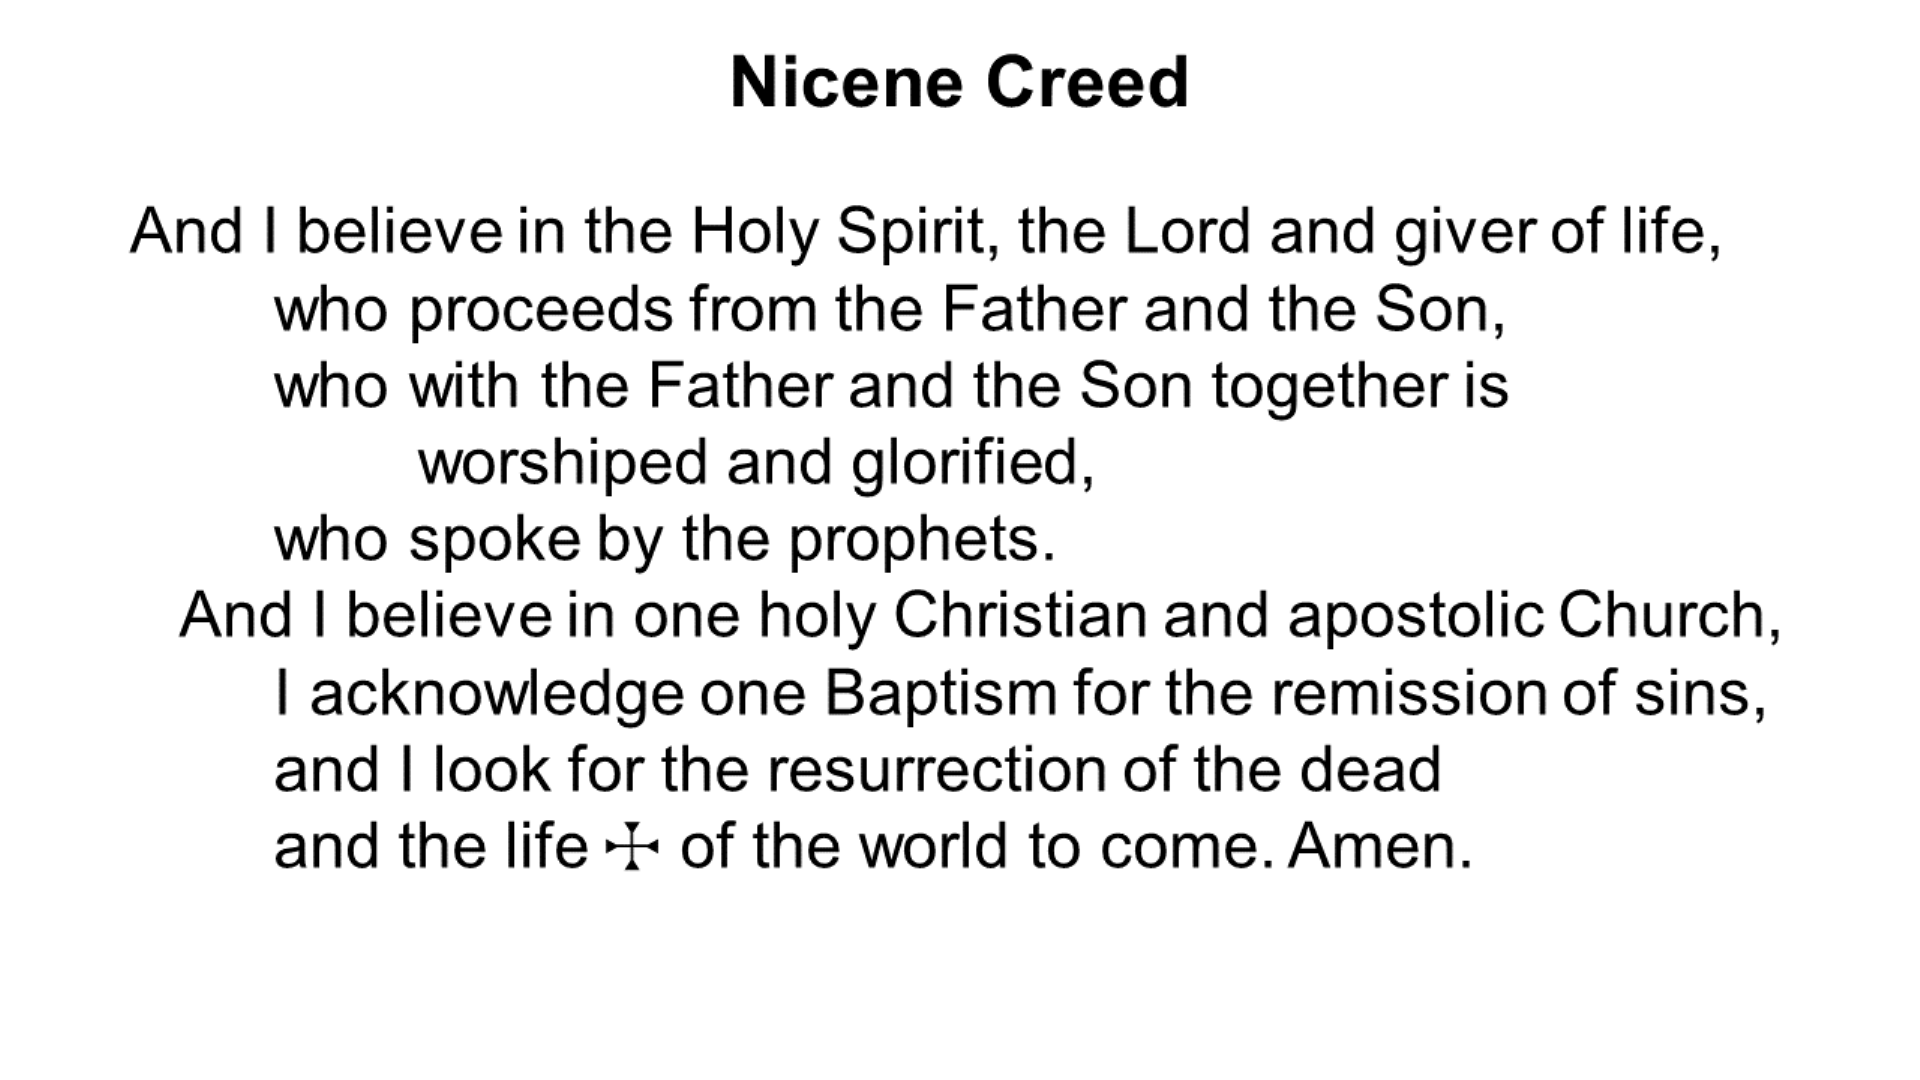 Nicene Creed
And I believe in the Holy Spirit, the Lord and giver of life,
who proceeds from the Father and the Son,
who with the Father and the Son together is
worshiped and glorified,
who spoke by the prophets.
And I believe in one holy Christian and apostolic Church,
I acknowledge one Baptism for the remission of sins,
and I look for the resurrection of the dead
and the life ☩ of the world to come. Amen.